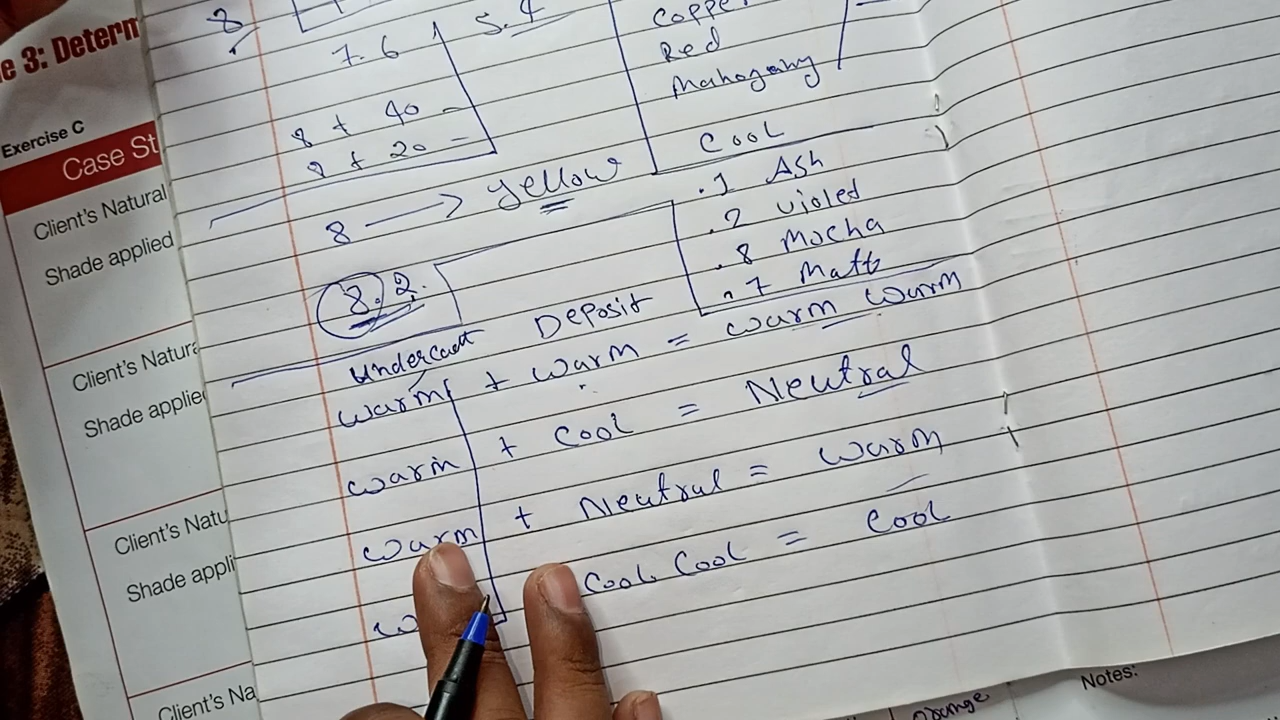 e 3: Determ
Exercise C
Case St
Client's Natural
Shade applied
Client's Natura
Shade applied
Client's Natu
Shade appli
Client's Na
8
7.6 5.4
8 + 40 -
8 + 20 -
8 → yellow
8.2.
Coppe
Red
Mahogany
Cool
.1 Ash
.2 violed
.8 Mocha
.7 Matt
Deposit
warm + warm = warm warm
warm + Cool = Neutral
warm + Neutral = warm
w Cool Cool = Cool
Notes:
Orange